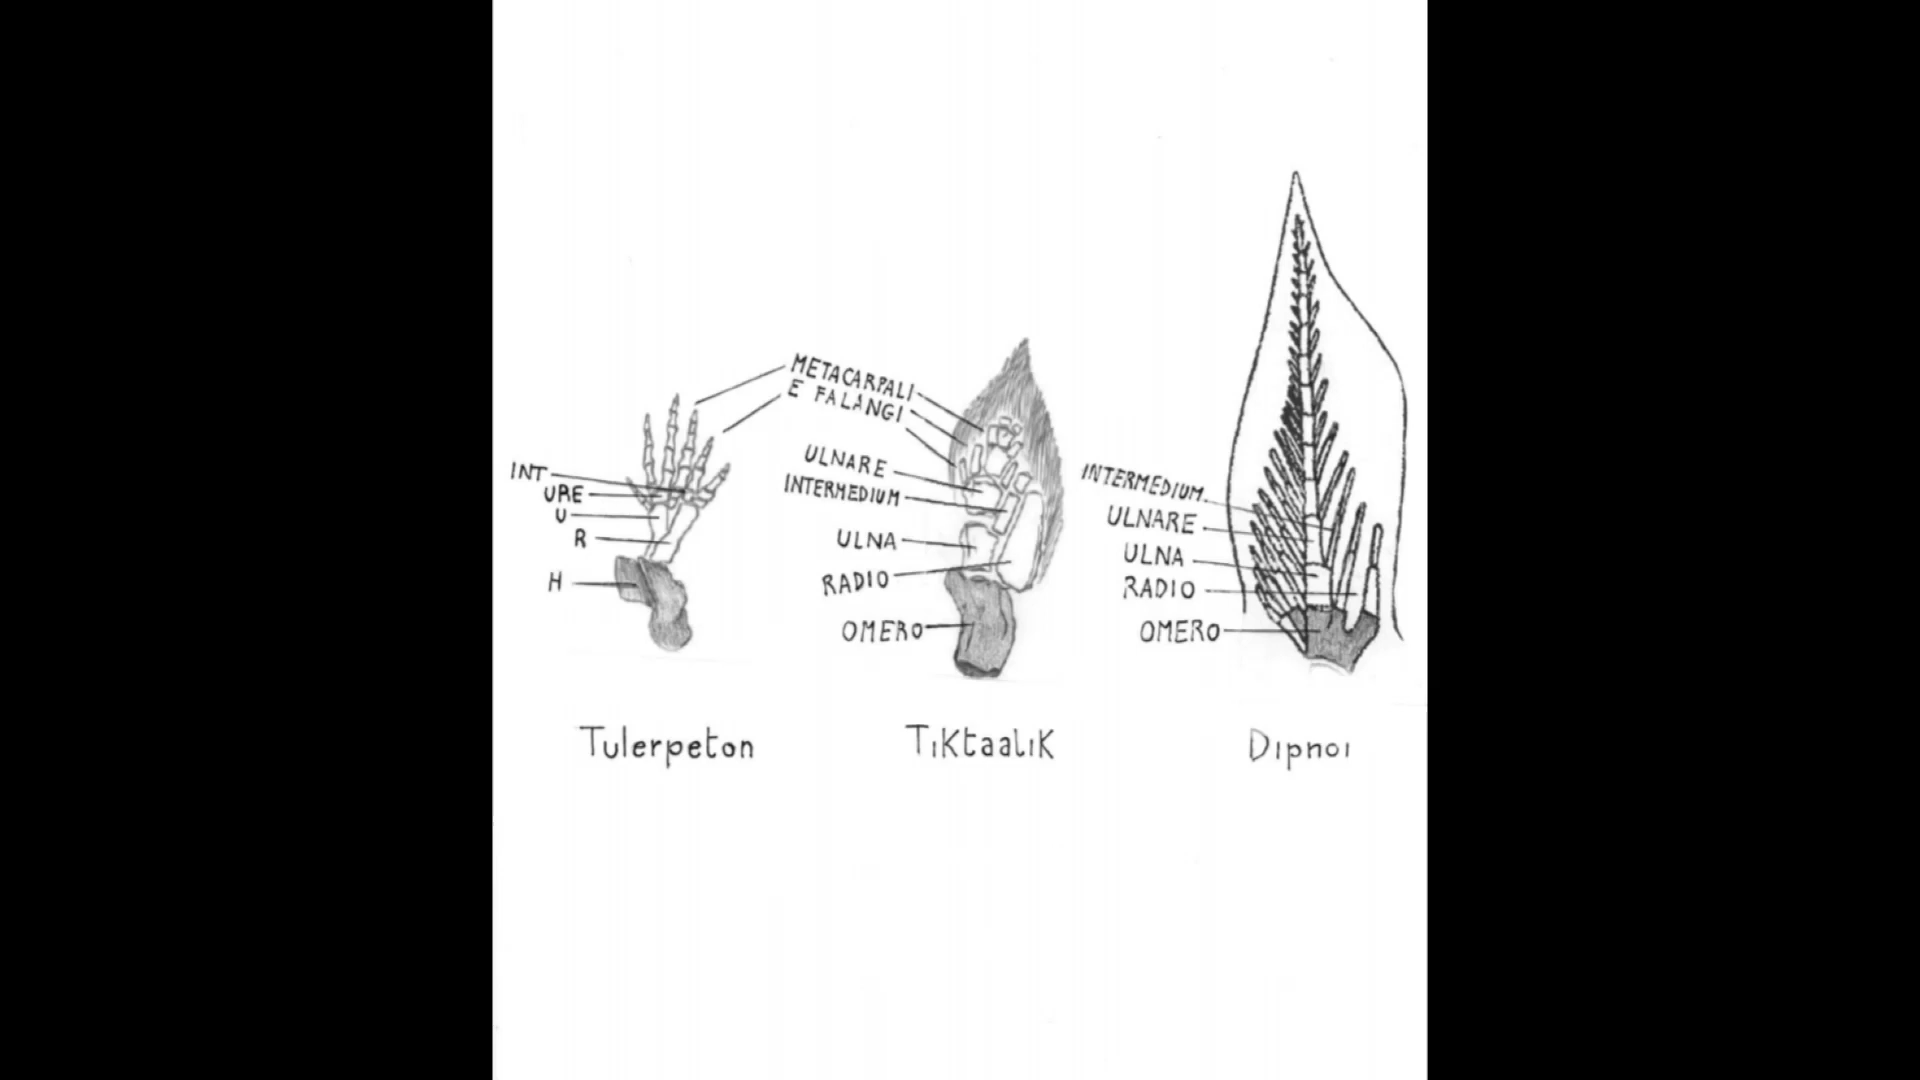 METACARPALI
E FALANGI
INT
URE
U
R
H
ULNARE
INTERMEDIUM
ULNA
RADIO
OMERO
INTERMEDIUM
ULNARE
ULNA
RADIO
OMERO
Tulerpeton
Tiktaalik
Dipnoi